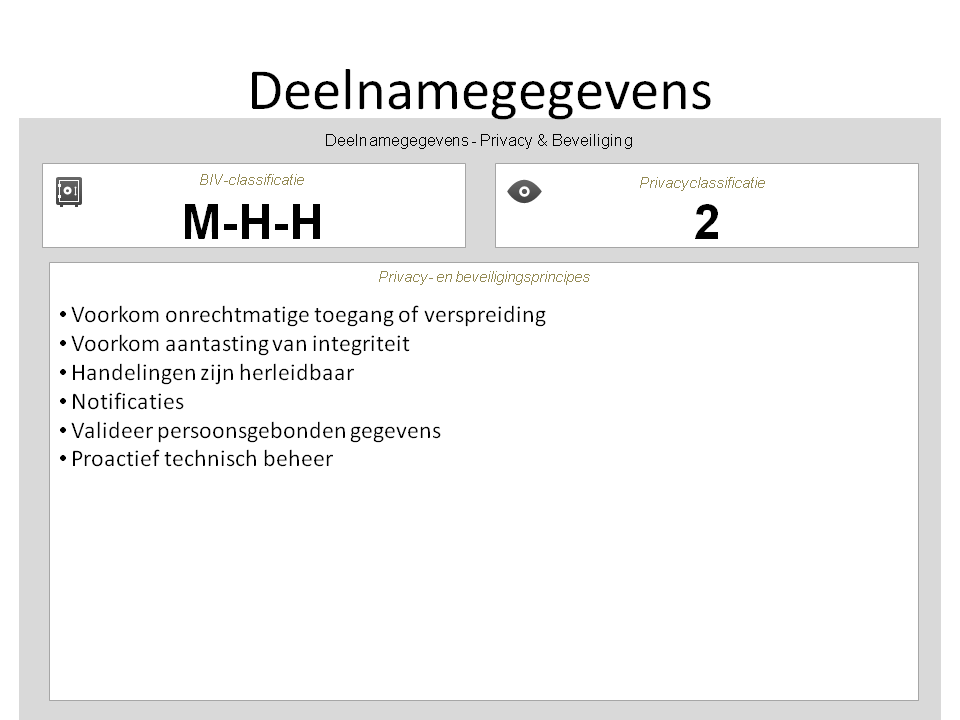 Deelnamegegevens
Deelnamegegevens - Privacy & Beveiliging
BIV-classificatie
M-H-H
Privacyclassificatie
2
Privacy- en beveiligingsprincipes
• Voorkom onrechtmatige toegang of verspreiding
• Voorkom aantasting van integriteit
• Handelingen zijn herleidbaar
• Notificaties
• Valideer persoonsgebonden gegevens
• Proactief technisch beheer